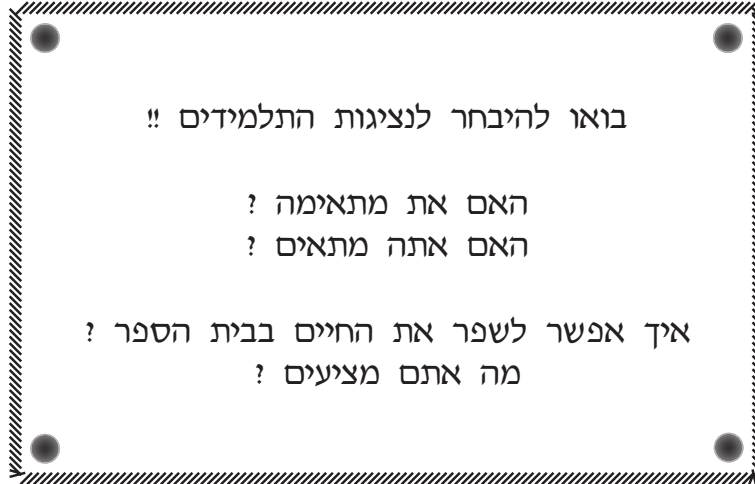 בואו להיבחר לנציגות התלמידים !!
האם את מתאימה ?
האם אתה מתאים ?
איך אפשר לשפר את החיים בבית הספר ?
מה אתם מציעים ?